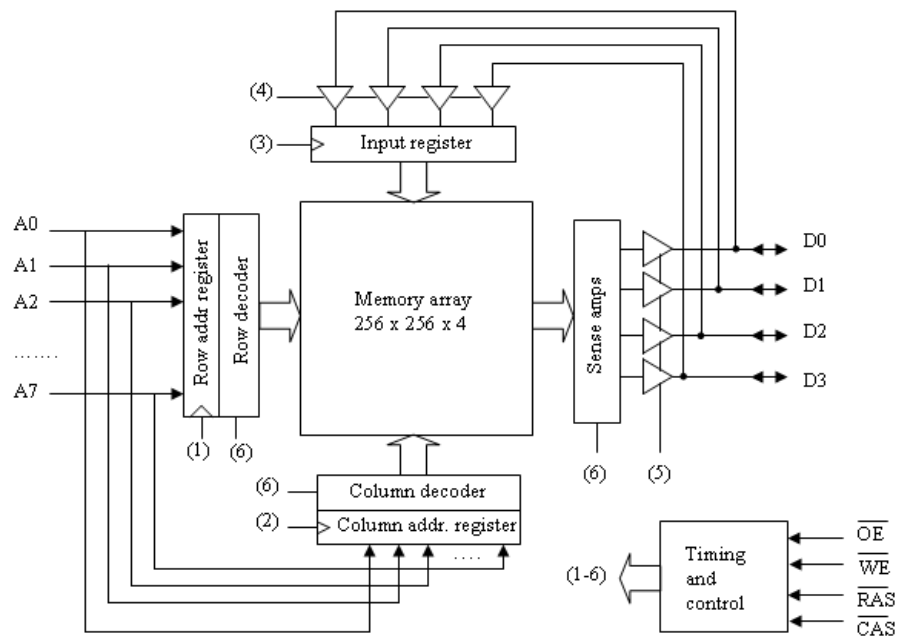 (4)
(3)
Input register
A0
A1
A2
.......
A7
Row addr register
Row decoder
Memory array
256 x 256 x 4
Sense amps
D0
D1
D2
D3
(1)
(6)
(6)
(5)
(6)
Column decoder
(2)
Column addr. register
....
(1-6)
Timing
and
control
OE
WE
RAS
CAS